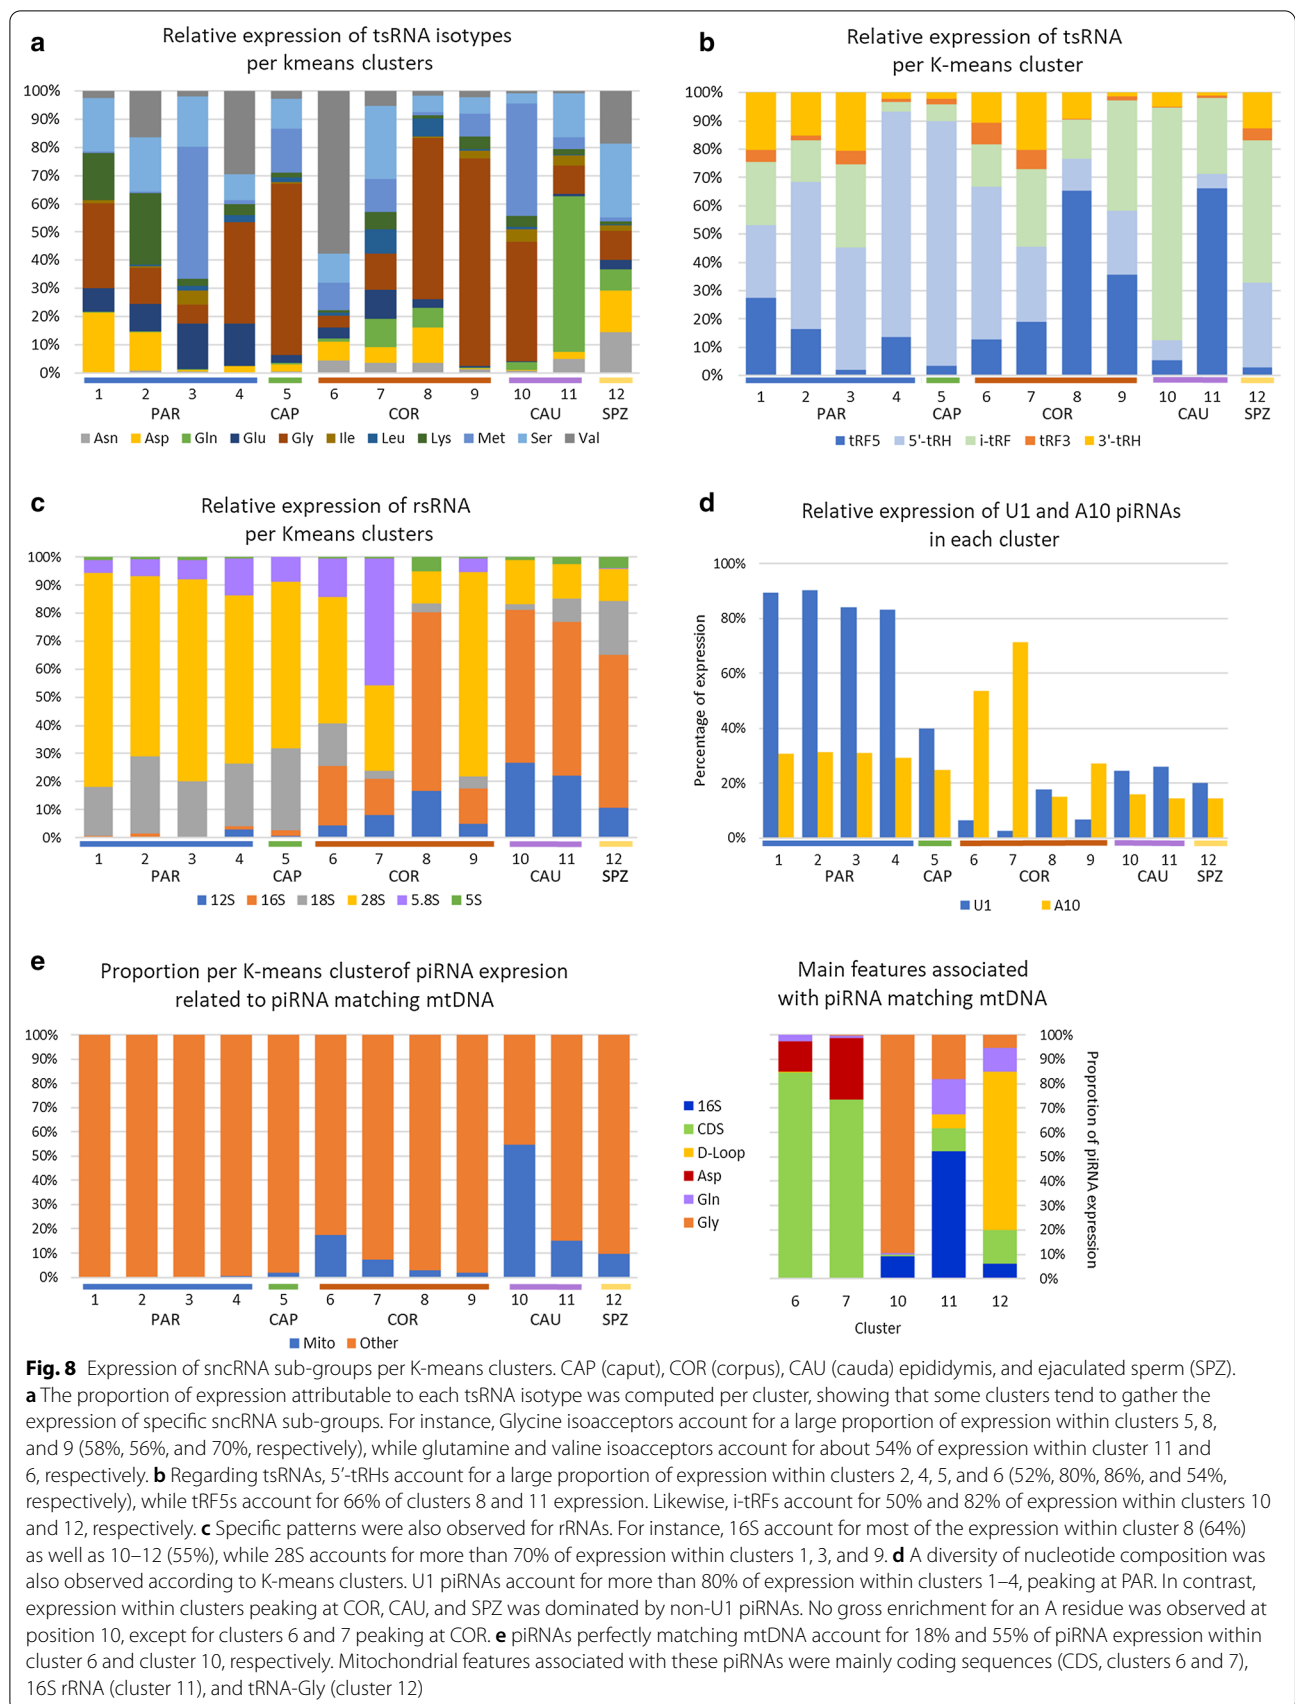 a
Relative expression of tsRNA isotypes
per kmeans clusters
100%
90%
80%
70%
60%
50%
40%
30%
20%
10%
0%
1 2 3 4 5 6 7 8 9 10 11 12
PAR CAP COR CAU SPZ
Asn Asp Gln Glu Gly Ile Leu Lys Met Ser Val
b
Relative expression of tsRNA
per K-means cluster
100%
90%
80%
70%
60%
50%
40%
30%
20%
10%
0%
1 2 3 4 5 6 7 8 9 10 11 12
PAR CAP COR CAU SPZ
tRF5 5'-tRH i-tRF tRF3 3'-tRH
c
Relative expression of rsRNA
per Kmeans clusters
100%
90%
80%
70%
60%
50%
40%
30%
20%
10%
0%
1 2 3 4 5 6 7 8 9 10 11 12
PAR CAP COR CAU SPZ
12S 16S 18S 28S 5.8S 5S
d
Relative expression of U1 and A10 piRNAs
in each cluster
Percentage of expression
100%
80%
60%
40%
20%
0%
1 2 3 4 5 6 7 8 9 10 11 12
PAR CAP COR CAU SPZ
U1 A10
e
Proportion per K-means clusterof piRNA expresion
related to piRNA matching mtDNA
100%
90%
80%
70%
60%
50%
40%
30%
20%
10%
0%
1 2 3 4 5 6 7 8 9 10 11 12
PAR CAP COR CAU SPZ
Mito Other
Main features associated
with piRNA matching mtDNA
16S
CDS
D-Loop
Asp
Gln
Gly
100%
90%
80%
70%
60%
50%
40%
30%
20%
10%
0%
Proprotion of piRNA expression
6 7 10 11 12
Cluster
Fig. 8 Expression of sncRNA sub-groups per K-means clusters. CAP (caput), COR (corpus), CAU (cauda) epididymis, and ejaculated sperm (SPZ).
a The proportion of expression attributable to each tsRNA isotype was computed per cluster, showing that some clusters tend to gather the
expression of specific sncRNA sub-groups. For instance, Glycine isoacceptors account for a large proportion of expression within clusters 5, 8,
and 9 (58%, 56%, and 70%, respectively), while glutamine and valine isoacceptors account for about 54% of expression within cluster 11 and
6, respectively. b Regarding tsRNAs, 5′-tRHs account for a large proportion of expression within clusters 2, 4, 5, and 6 (52%, 80%, 86%, and 54%,
respectively), while tRF5s account for 66% of clusters 8 and 11 expression. Likewise, i-tRFs account for 50% and 82% of expression within clusters 10
and 12, respectively. c Specific patterns were also observed for rRNAs. For instance, 16S account for most of the expression within cluster 8 (64%)
as well as 10–12 (55%), while 28S accounts for more than 70% of expression within clusters 1, 3, and 9. d A diversity of nucleotide composition was
also observed according to K-means clusters. U1 piRNAs account for more than 80% of expression within clusters 1–4, peaking at PAR. In contrast,
expression within clusters peaking at COR, CAU, and SPZ was dominated by non-U1 piRNAs. No gross enrichment for an A residue was observed at
position 10, except for clusters 6 and 7 peaking at COR. e piRNAs perfectly matching mtDNA account for 18% and 55% of piRNA expression within
cluster 6 and cluster 10, respectively. Mitochondrial features associated with these piRNAs were mainly coding sequences (CDS, clusters 6 and 7),
16S rRNA (cluster 11), and tRNA-Gly (cluster 12)